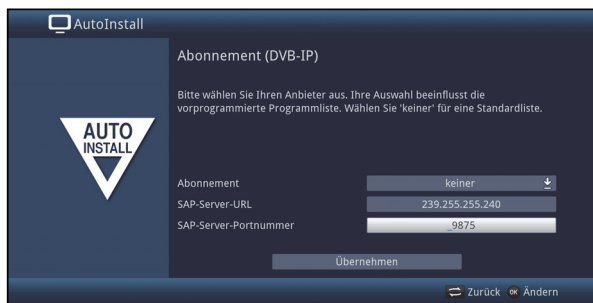 AutoInstall
Abonnement (DVB-IP)
Bitte wählen Sie Ihren Anbieter aus. Ihre Auswahl beeinflusst die
vorprogrammierte Programmliste. Wählen Sie 'keiner' für eine Standardliste.
AUTO
INSTALL
Abonnement keiner
SAP-Server-URL 239.255.255.240
SAP-Server-Portnummer _9875
Übernehmen
Zurück OK Ändern